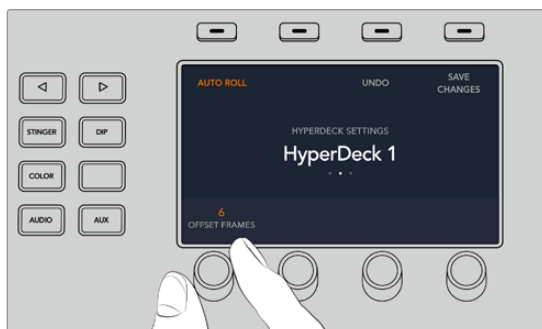 AUTO ROLL
UNDO
SAVE
CHANGES
STINGER
DIP
HYPERDECK SETTINGS
HyperDeck 1
COLOR
AUDIO
AUX
6
OFFSET FRAMES